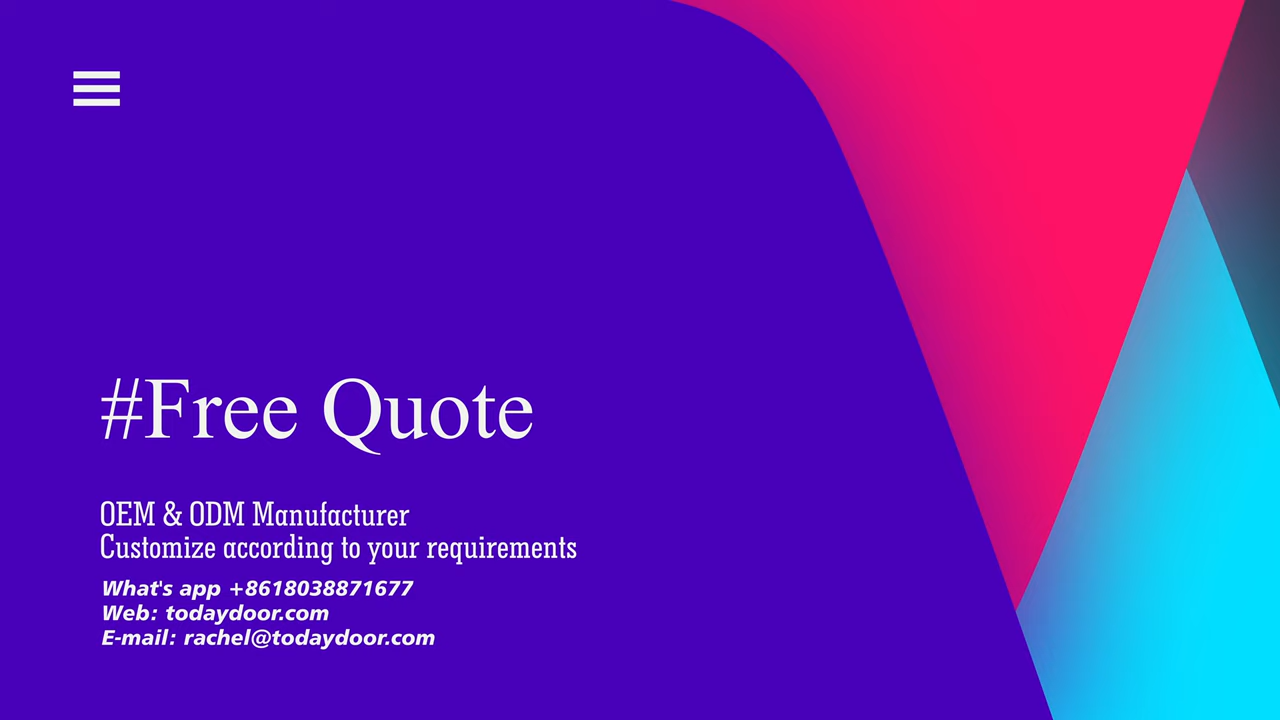 #Free Quote
OEM & ODM Manufacturer
Customize according to your requirements
What's app +8618038871677
Web: todaydoor.com
E-mail: rachel@todaydoor.com